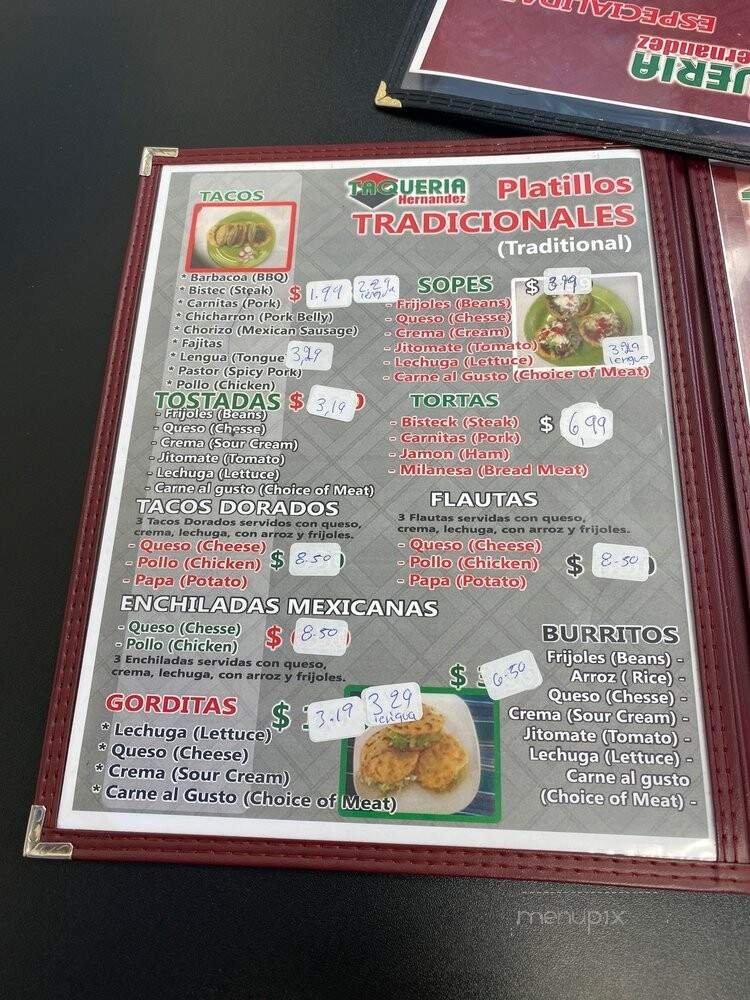 ESPECIALIDA
UERIA
ernandez
TACOS
TAQUERIA
Hernandez
Platillos
TRADICIONALES
(Traditional)
* Barbacoa (BBQ)
* Bistec (Steak)
* Carnitas (Pork)
* Chicharron (Pork Belly)
* Chorizo (Mexican Sausage)
* Fajitas
* Lengua (Tongue
* Pastor (Spicy Pork)
* Pollo (Chicken)
$ 1.99
lengua
3,29
SOPES $ 3.19
- Frijoles (Beans)
- Queso (Chesse)
- Crema (Cream)
- Jitomate (Tomato)
- Lechuga (Lettuce)
- Carne al Gusto (Choice of Meat)
3.29
lengua
TOSTADAS $ 3,19
- Frijoles (Beans)
- Queso (Chesse)
- Crema (Sour Cream)
- Jitomate (Tomato)
- Lechuga (Lettuce)
- Carne al gusto (Choice of Meat)
TORTAS
- Bisteck (Steak)
- Carnitas (Pork)
- Jamon (Ham)
- Milanesa (Bread Meat)
$ 6,99
TACOS DORADOS
3 Tacos Dorados servidos con queso,
crema, lechuga, con arroz y frijoles.
- Queso (Cheese)
- Pollo (Chicken)
- Papa (Potato)
$ 8.50
FLAUTAS
3 Flautas servidas con queso,
crema, lechuga, con arroz y frijoles.
- Queso (Cheese)
- Pollo (Chicken)
- Papa (Potato)
$ 8.50
ENCHILADAS MEXICANAS
- Queso (Chesse)
- Pollo (Chicken)
$ 8.50
3 Enchiladas servidas con queso,
crema, lechuga, con arroz y frijoles.
BURRITOS
$ 6.50
Frijoles (Beans) -
Arroz ( Rice) -
Queso (Chesse) -
Crema (Sour Cream) -
Jitomate (Tomato) -
Lechuga (Lettuce) -
Carne al gusto
(Choice of Meat) -
GORDITAS $ 3.19
3.29
lengua
* Lechuga (Lettuce)
* Queso (Cheese)
* Crema (Sour Cream)
* Carne al Gusto (Choice of Meat)
menupix